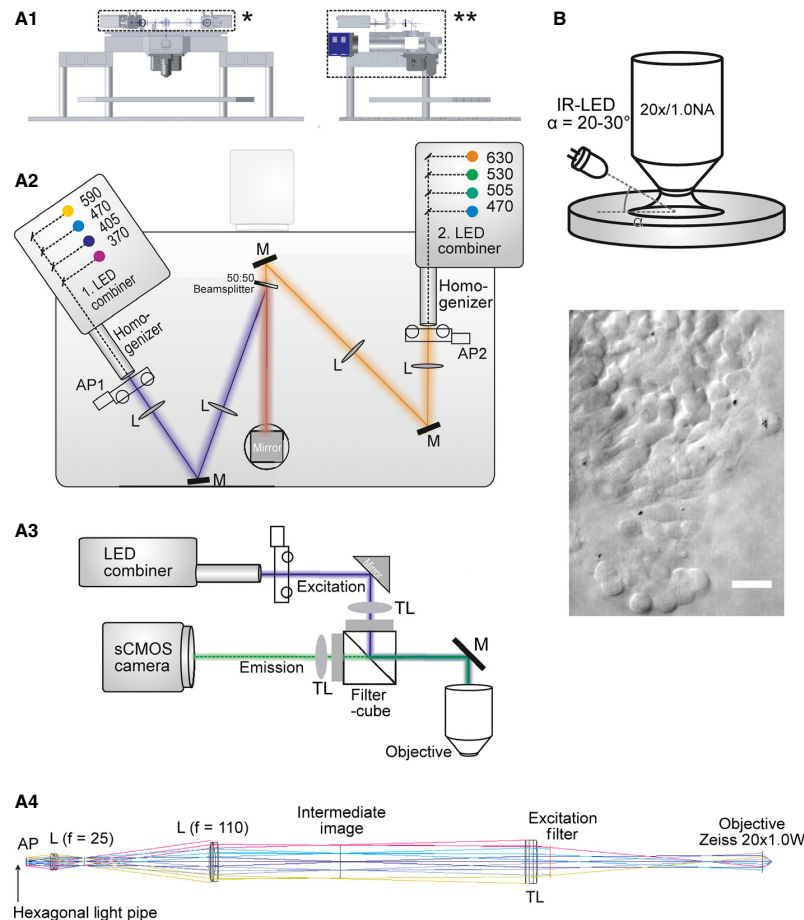 A1
*
**
B
IR-LED
α = 20-30°
20x/1.0NA
α
A2
590
470
405
370
1. LED
combiner
Homo-
genizer
AP1
L
L
M
M
50:50
Beamsplitter
Mirror
L
L
M
AP2
Homo-
genizer
2. LED
combiner
630
530
505
470
A3
LED
combiner
Excitation
Mirror
TL
sCMOS
camera
Emission
TL
Filter
-cube
M
Objective
A4
AP
L (f = 25)
L (f = 110)
Intermediate
image
Excitation
filter
TL
Objective
Zeiss 20x1.0W
Hexagonal light pipe